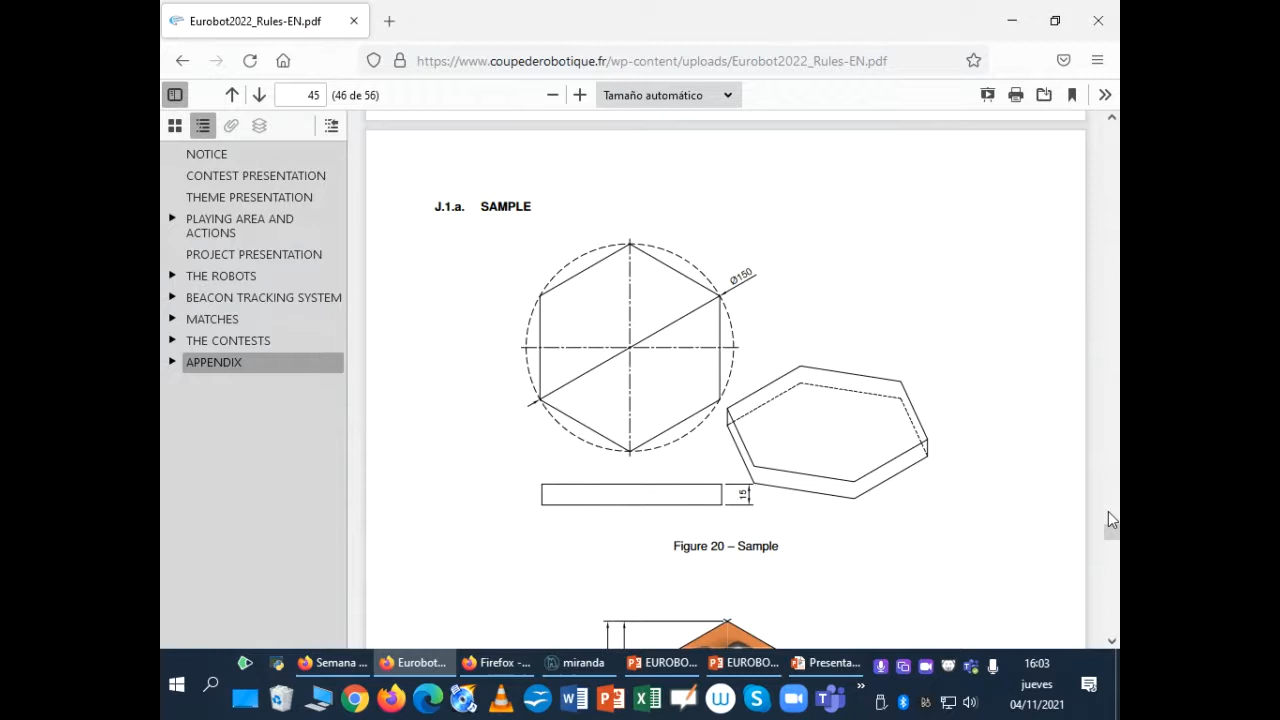 Eurobot2022_Rules-EN.pdf
https://www.coupederobotique.fr/wp-content/uploads/Eurobot2022_Rules-EN.pdf
45 (46 de 56)
Tamaño automático
NOTICE
CONTEST PRESENTATION
THEME PRESENTATION
PLAYING AREA AND
ACTIONS
PROJECT PRESENTATION
THE ROBOTS
BEACON TRACKING SYSTEM
MATCHES
THE CONTESTS
APPENDIX
J.1.a. SAMPLE
Ø150
15
Figure 20 – Sample
Semana ...
Eurobot...
Firefox -...
miranda
EUROBO...
EUROBO...
Presenta...
16:03
jueves
04/11/2021